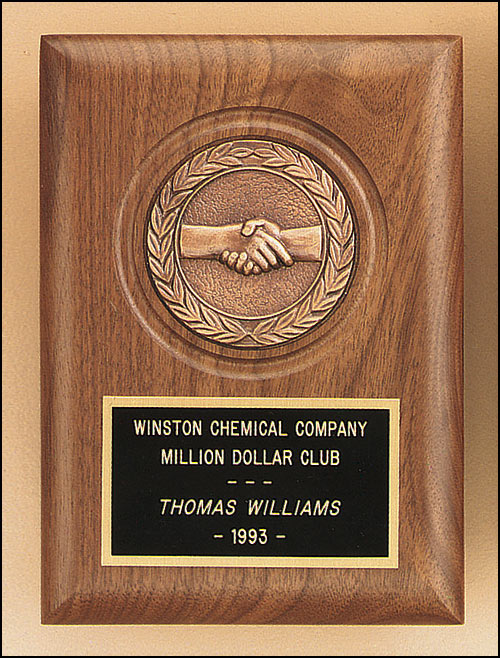 WINSTON CHEMICAL COMPANY
MILLION DOLLAR CLUB
- - -
THOMAS WILLIAMS
- 1993 -